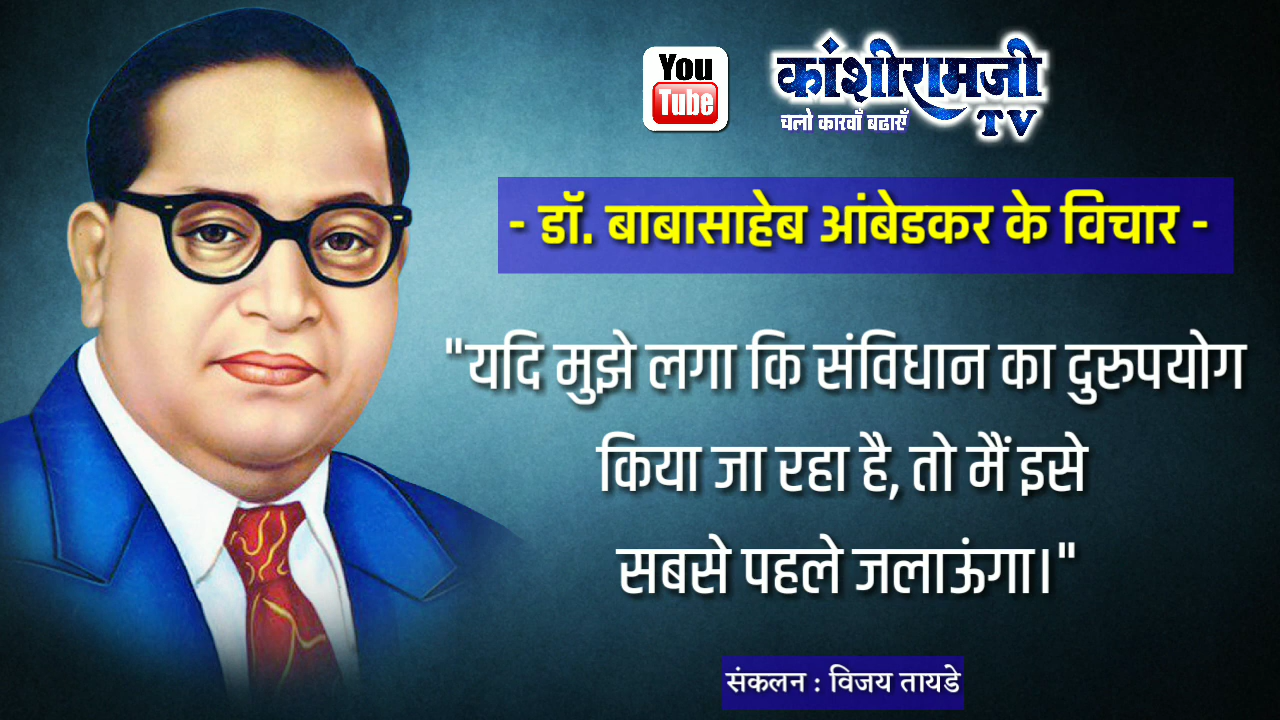 You
Tube
कांशीरामजी
चलो कारवाँ बढाएँ
TV
- डॉ. बाबासाहेब आंबेडकर के विचार -
"यदि मुझे लगा कि संविधान का दुरुपयोग
किया जा रहा है, तो मैं इसे
सबसे पहले जलाऊंगा।"
संकलन : विजय तायडे